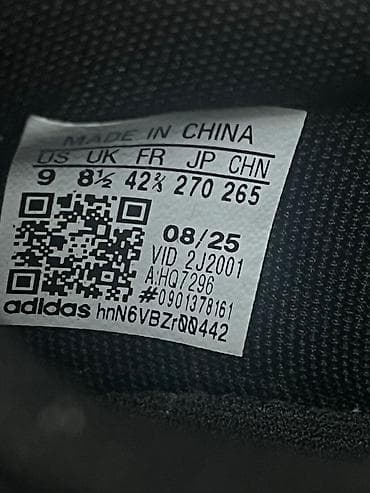 MADE IN CHINA
US UK FR JP CHN
9 8½ 42⅔ 270 265
08/25
VID 2J2001
A:HQ7296
#0901378161
adidas hnN6VBZr00442